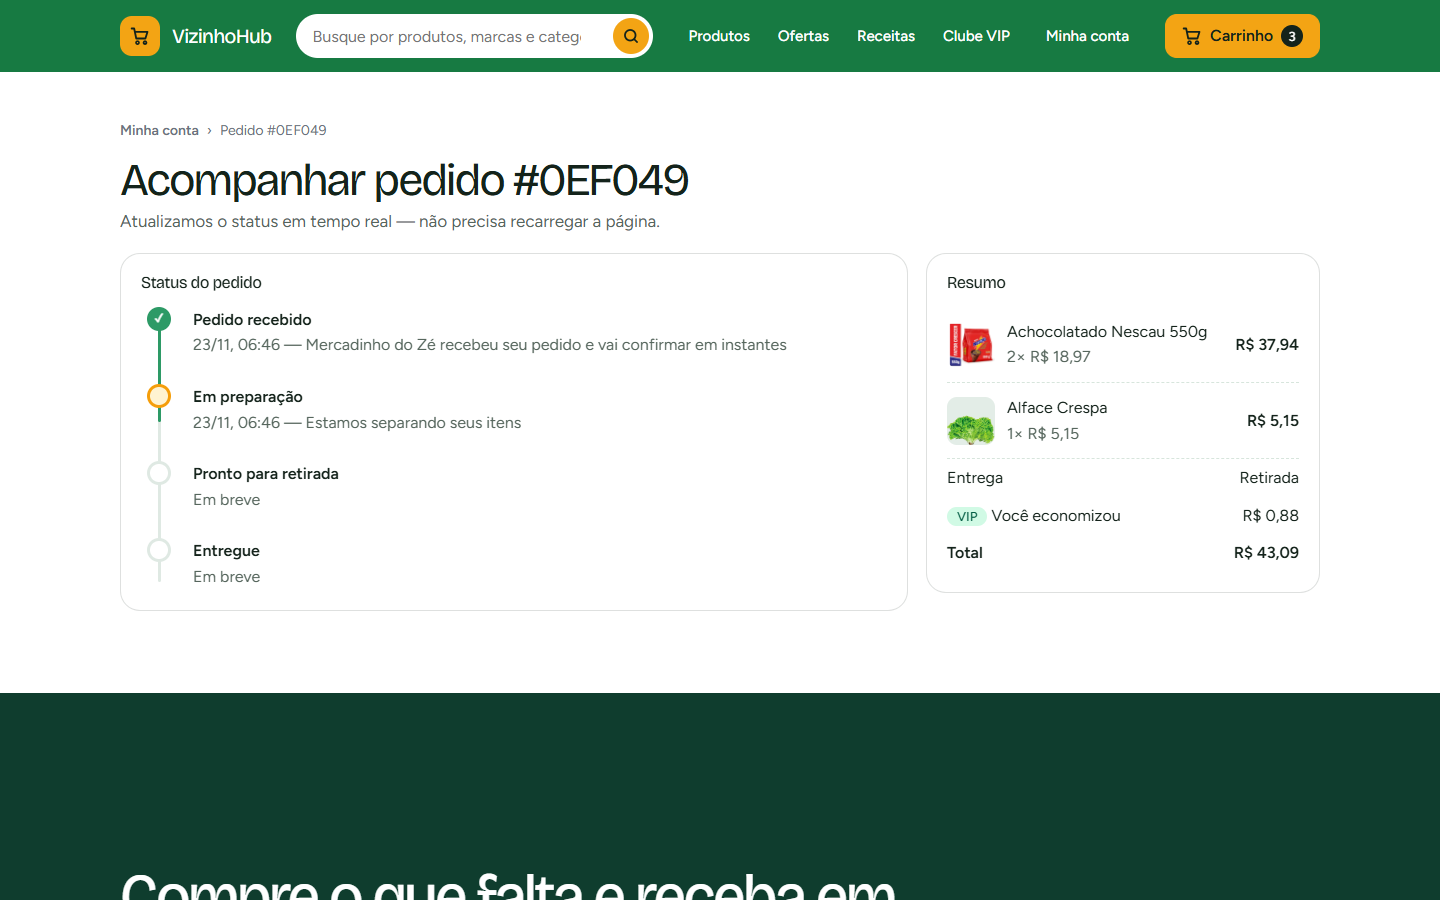 VizinhoHub
Busque por produtos, marcas e categ
Produtos
Ofertas
Receitas
Clube VIP
Minha conta
Carrinho 3
Minha conta › Pedido #0EF049
Acompanhar pedido #0EF049
Atualizamos o status em tempo real — não precisa recarregar a página.
Status do pedido
Pedido recebido
23/11, 06:46 — Mercadinho do Zé recebeu seu pedido e vai confirmar em instantes
Em preparação
23/11, 06:46 — Estamos separando seus itens
Pronto para retirada
Em breve
Entregue
Em breve
Resumo
Achocolatado Nescau 550g
2× R$ 18,97
R$ 37,94
Alface Crespa
1× R$ 5,15
R$ 5,15
Entrega Retirada
VIP Você economizou R$ 0,88
Total R$ 43,09
Compre o que falta e receba em